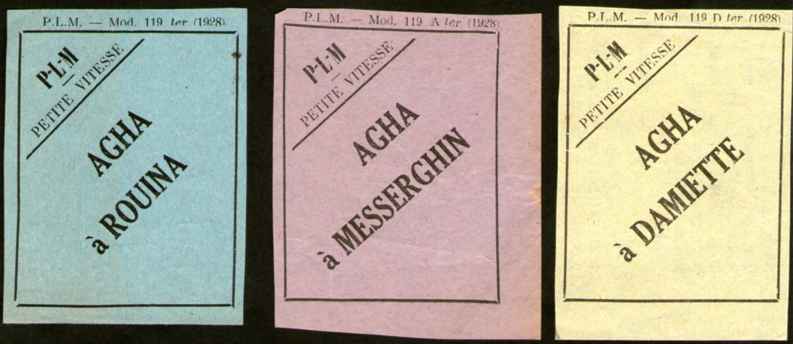 P.L.M. — Mod. 119 ter (1928)
P·L·M
PETITE VITESSE
AGHA
à ROUINA
P.L.M. — Mod. 119 A ter (1928)
P·L·M
PETITE VITESSE
AGHA
à MESSERGHIN
P.L.M. — Mod. 119 D ter (1928)
P·L·M
PETITE VITESSE
AGHA
à DAMIETTE